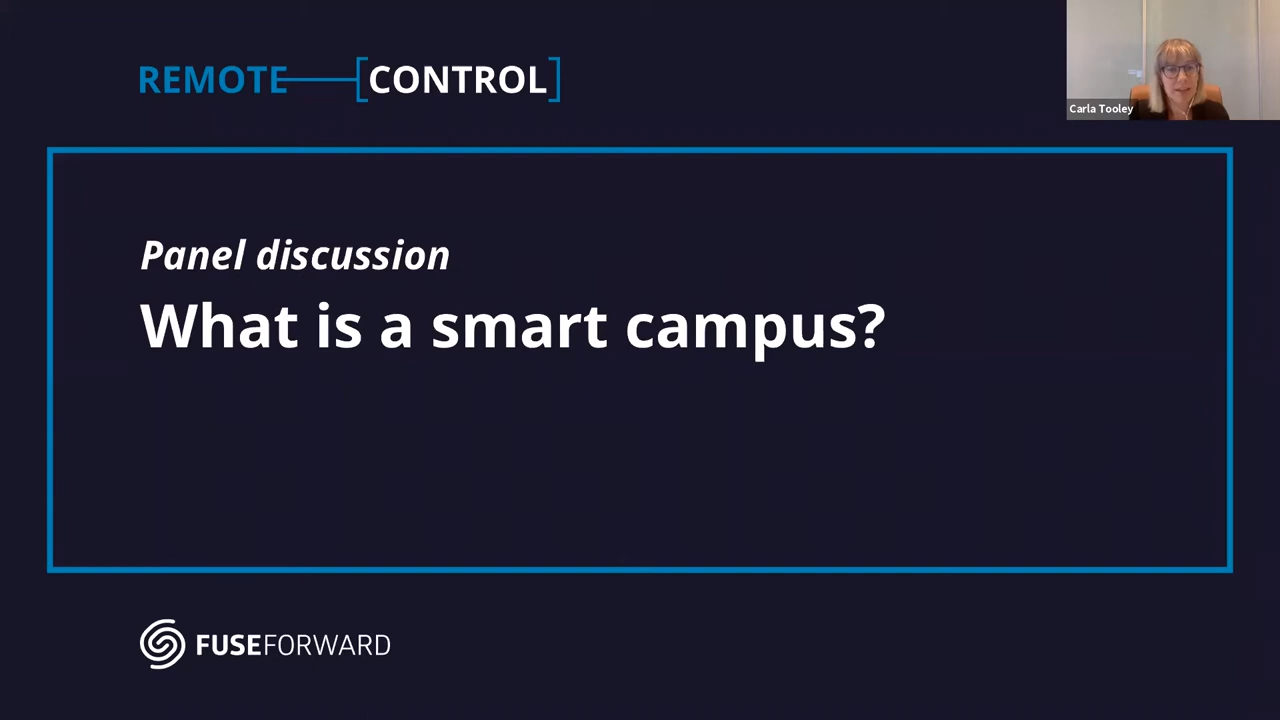 REMOTE [CONTROL]
Carla Tooley
Panel discussion
What is a smart campus?
FUSEFORWARD